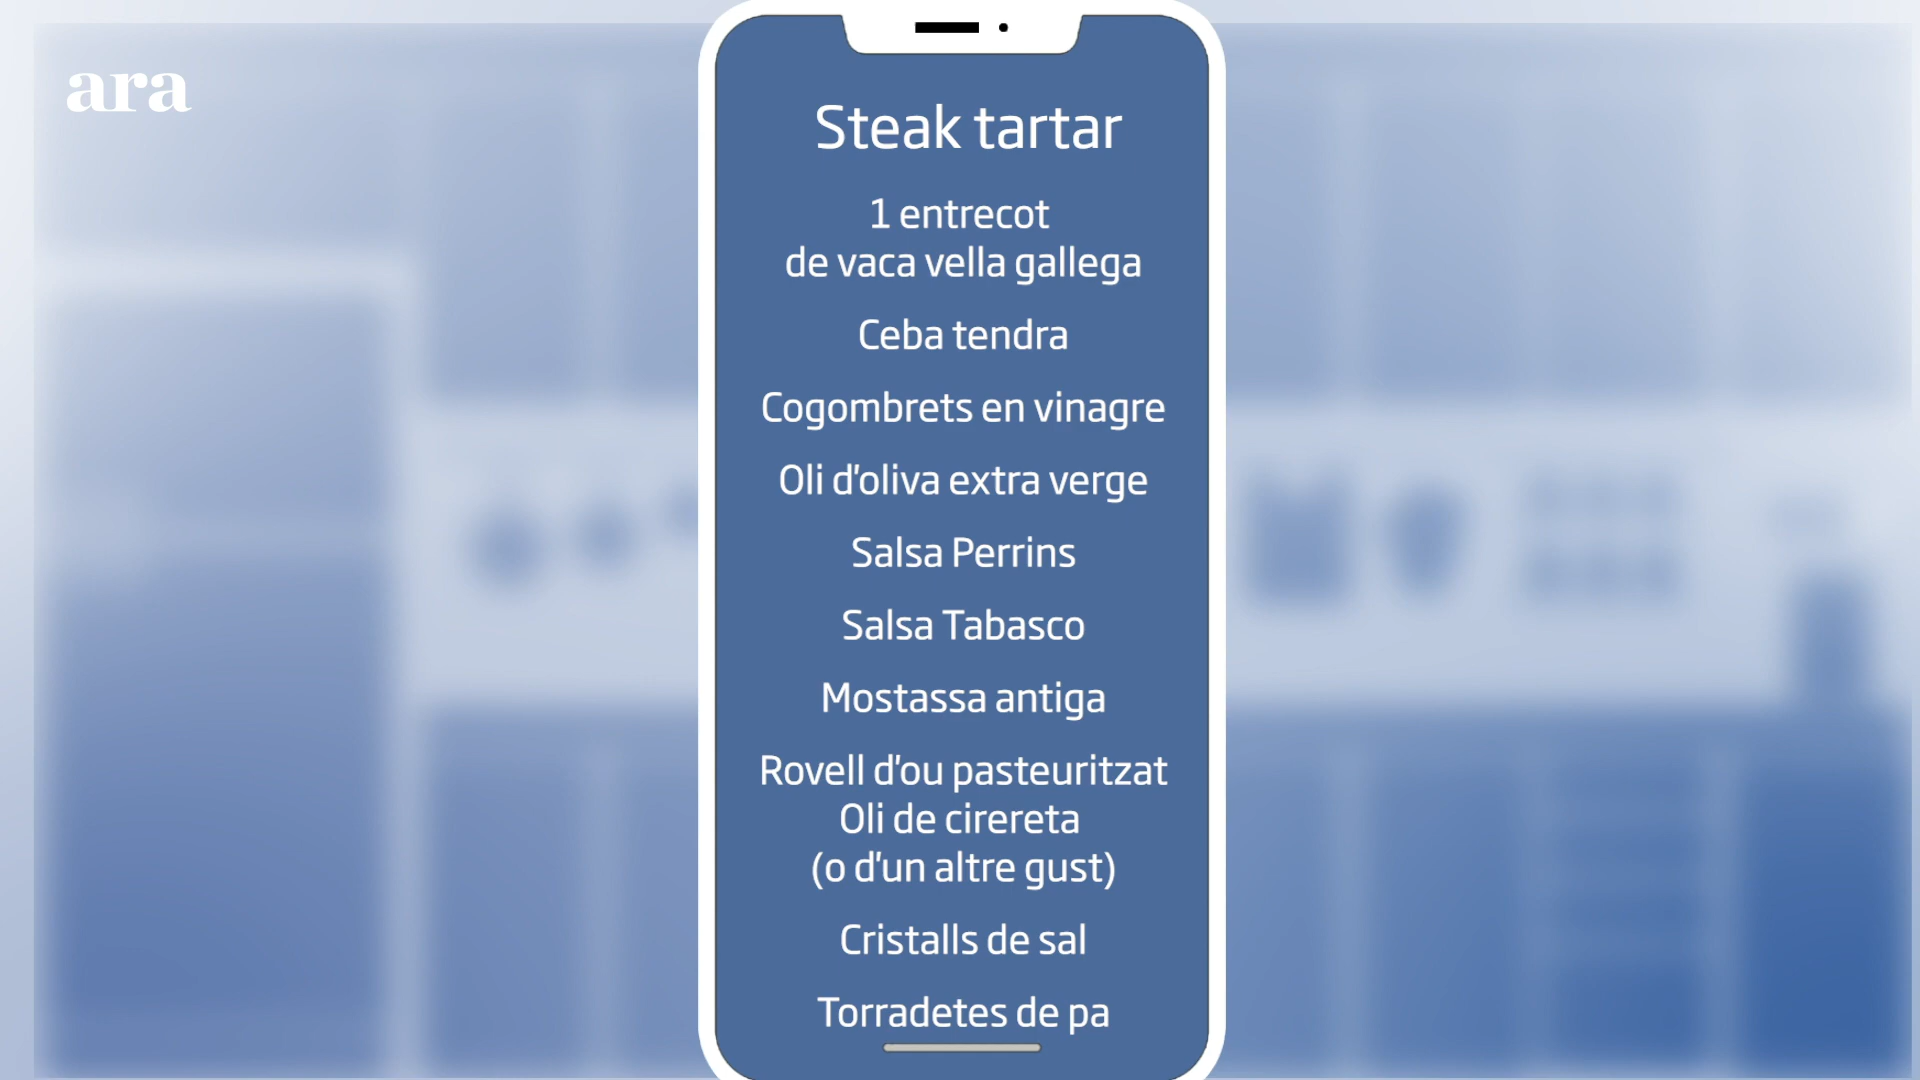 ara
Steak tartar
1 entrecot
de vaca vella gallega
Ceba tendra
Cogombrets en vinagre
Oli d'oliva extra verge
Salsa Perrins
Salsa Tabasco
Mostassa antiga
Rovell d'ou pasteuritzat
Oli de cirereta
(o d'un altre gust)
Cristalls de sal
Torradetes de pa